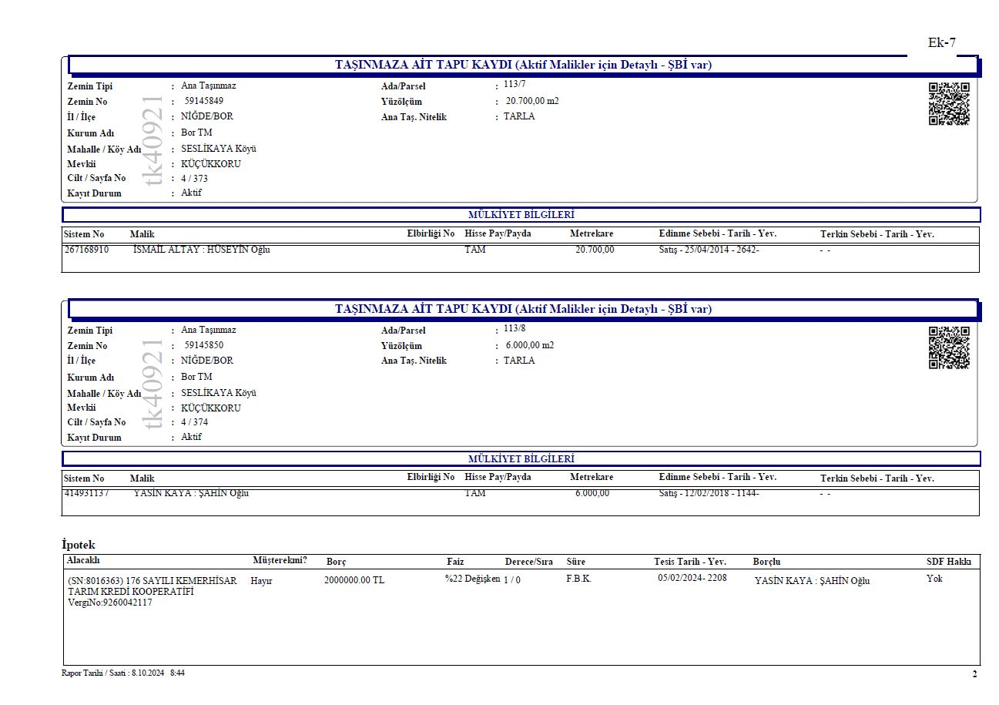 Ek-7
TAŞINMAZA AİT TAPU KAYDI (Aktif Malikler için Detaylı - ŞBİ var)
Zemin Tipi : Ana Taşınmaz Ada/Parsel : 113/7
Zemin No : 59145849 Yüzölçüm : 20.700,00 m2
İl / İlçe : NİĞDE/BOR Ana Taş. Nitelik : TARLA
Kurum Adı : Bor TM
Mahalle / Köy Adı : SESLİKAYA Köyü
Mevkii : KÜÇÜKKORU
Cilt / Sayfa No : 4 / 373
Kayıt Durum : Aktif
tk40921
MÜLKİYET BİLGİLERİ
Sistem No Malik Elbirliği No Hisse Pay/Payda Metrekare Edinme Sebebi - Tarih - Yev. Terkin Sebebi - Tarih - Yev.
267168910 İSMAİL ALTAY : HÜSEYİN Oğlu TAM 20.700,00 Satış - 25/04/2014 - 2642- - -
TAŞINMAZA AİT TAPU KAYDI (Aktif Malikler için Detaylı - ŞBİ var)
Zemin Tipi : Ana Taşınmaz Ada/Parsel : 113/8
Zemin No : 59145850 Yüzölçüm : 6.000,00 m2
İl / İlçe : NİĞDE/BOR Ana Taş. Nitelik : TARLA
Kurum Adı : Bor TM
Mahalle / Köy Adı : SESLİKAYA Köyü
Mevkii : KÜÇÜKKORU
Cilt / Sayfa No : 4 / 374
Kayıt Durum : Aktif
tk40921
MÜLKİYET BİLGİLERİ
Sistem No Malik Elbirliği No Hisse Pay/Payda Metrekare Edinme Sebebi - Tarih - Yev. Terkin Sebebi - Tarih - Yev.
414931137 YASİN KAYA : ŞAHİN Oğlu TAM 6.000,00 Satış - 12/02/2018 - 1144- - -
İpotek
Alacaklı Müşterekmi? Borç Faiz Derece/Sıra Süre Tesis Tarih - Yev. Borçlu SDF Hakkı
(SN:8016363) 176 SAYILI KEMERHİSAR Hayır 2000000.00 TL %22 Değişken 1 / 0 F.B.K. 05/02/2024- 2208 YASİN KAYA : ŞAHİN Oğlu Yok
TARIM KREDİ KOOPERATİFİ
VergiNo:9260042117
Rapor Tarihi / Saati : 8.10.2024 8:44
2